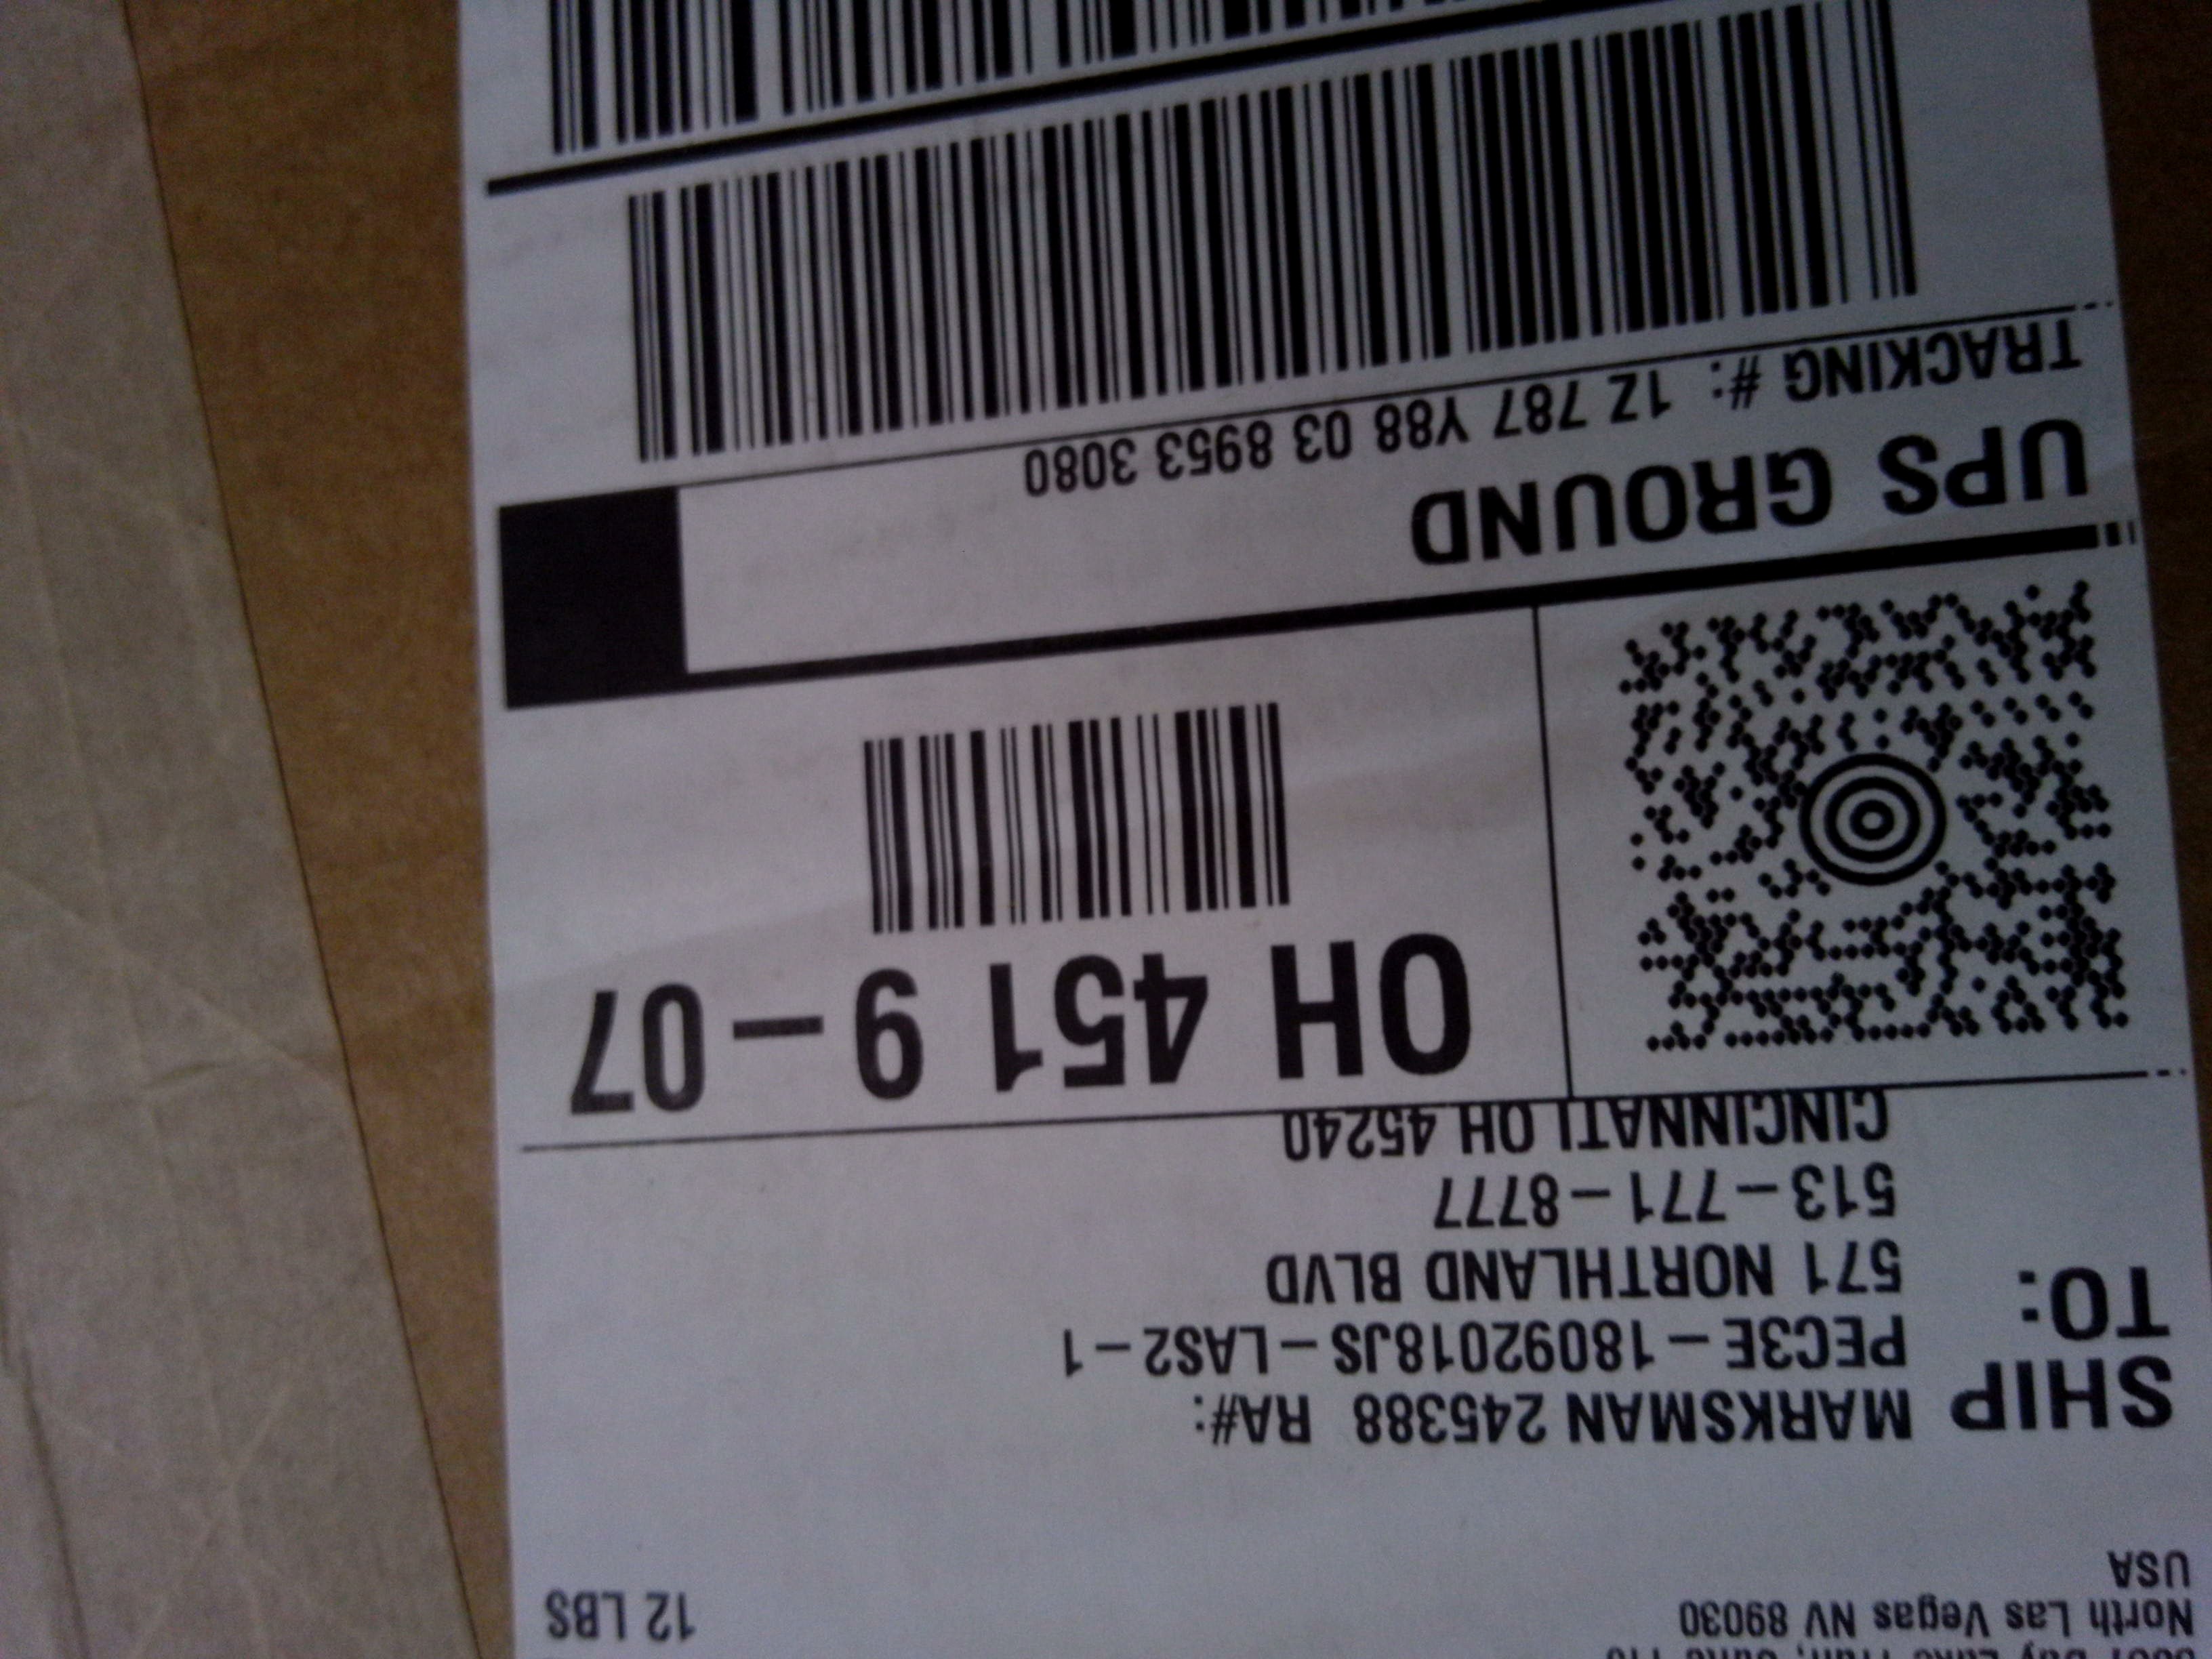 North Las Vegas NV 89030
USA
12 LBS
SHIP
TO:
MARKSMAN 245388 RA#:
PEC3E-18092018JS-LAS2-1
571 NORTHLAND BLVD
513-771-8777
CINCINNATI OH 45240
OH 451 9-07
UPS GROUND
TRACKING #: 1Z 787 Y88 03 8953 3080